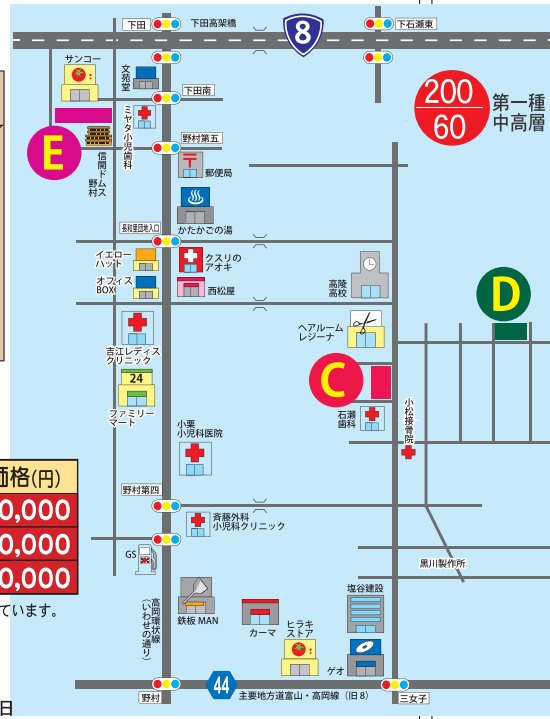 下田
下田高架橋
8
下石瀬東
サンコー
文苑堂
下田南
ミヤタ小児歯科
200
60
第一種
中高層
E
信開ドムス
野村
野村第五
郵便局
かたかごの湯
長和里団地入口
イエロー
ハット
クスリの
アオキ
オフィス
BOX
西松屋
高陵
高校
ヘアルーム
レジーナ
D
吉江レディス
クリニック
24
ファミリー
マート
C
石瀬
歯科
小松接骨院
小栗
小児科医院
価格(円)
0,000
0,000
0,000
ています。
野村第四
斉藤外科
小児科クリニック
GS
黒川製作所
高岡環状線
(いわせの通り)
鉄板MAN
カーマ
ヒラキ
ストア
塩谷建設
ゲオ
野村
44
主要地方道富山・高岡線(旧8)
三女子
日